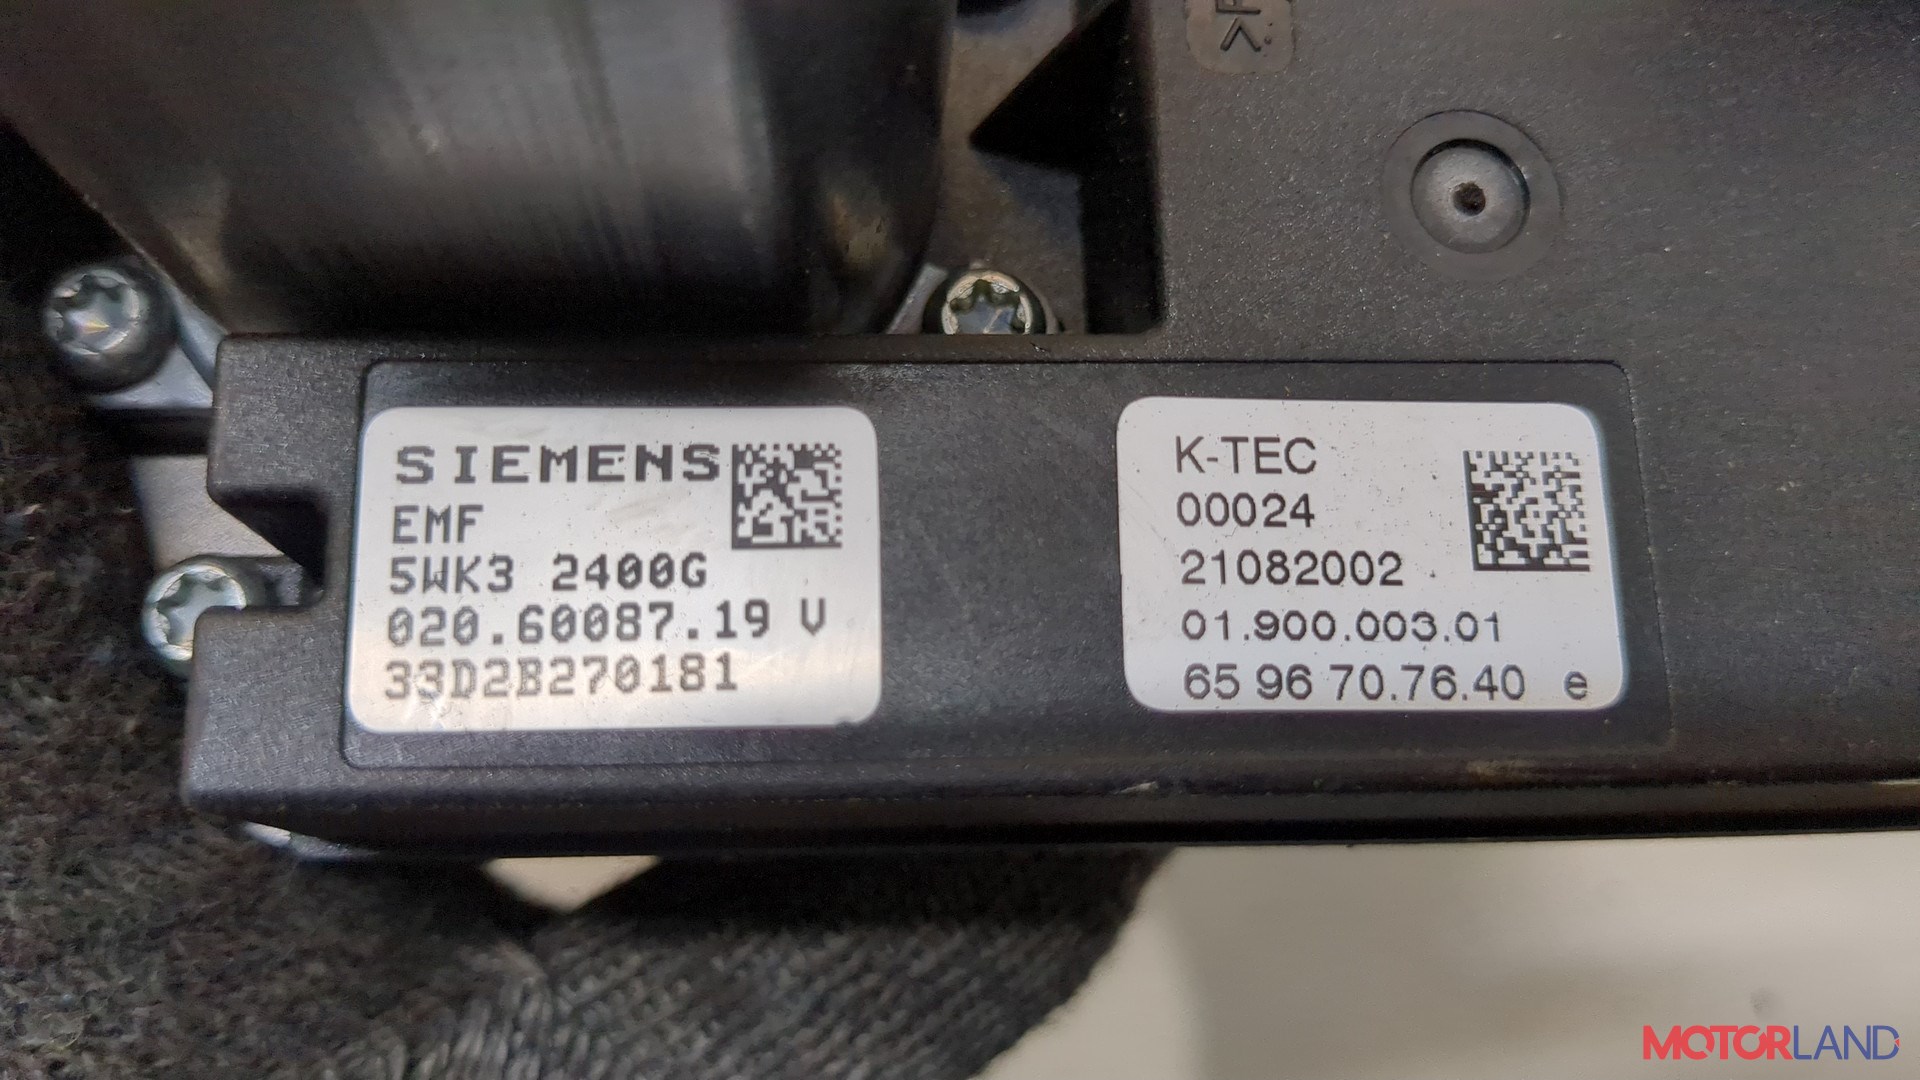 SIEMENS
EMF
5WK3 2400G
020.60087.19 V
33D2B270181
K-TEC
00024
21082002
01.900.003.01
65 96 70.76.40 e
MOTORLAND